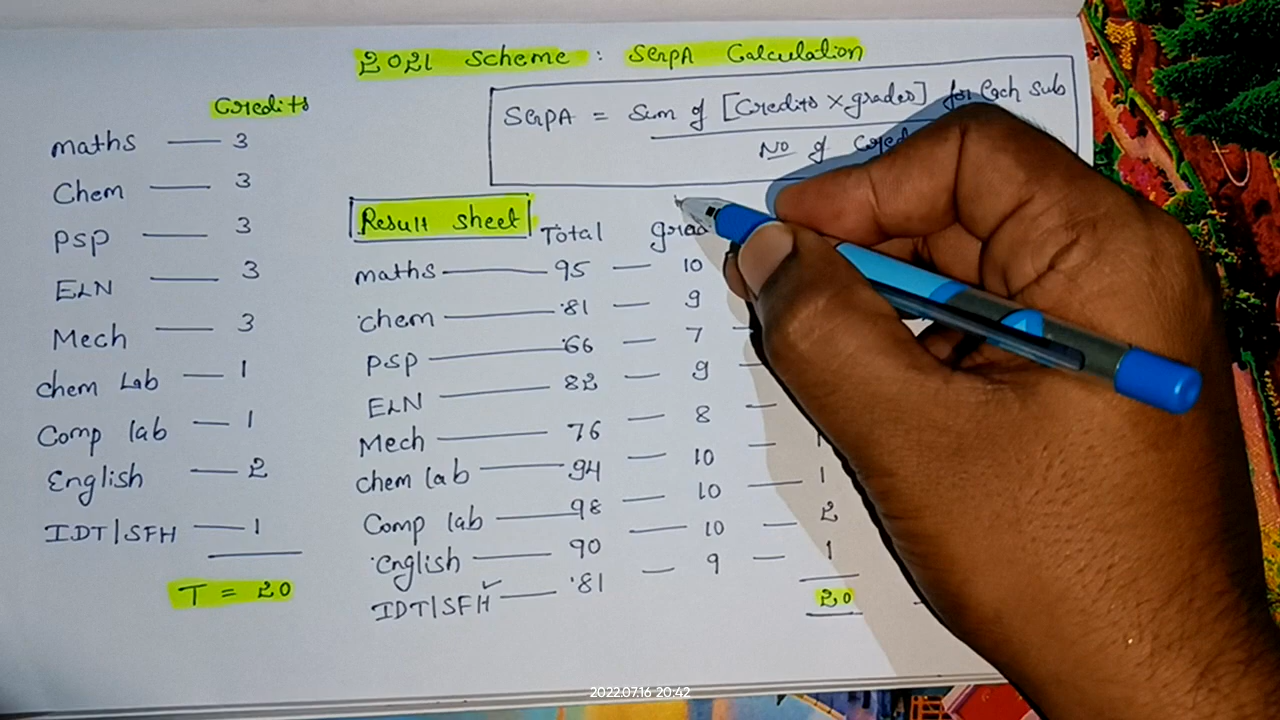 2021 Scheme : SGPA Calculation
Credits
SGPA = Sum of [Credits × grades] for Each sub
No of
maths — 3
Chem — 3
PSP — 3
ELN — 3
Mech — 3
chem Lab — 1
Comp lab — 1
English — 2
IDT/SFH — 1
T = 20
Result sheet Total
maths — 95 — 10
chem — 81 — 9
PSP — 66 — 7 —
ELN — 82 — 9 —
Mech — 76 — 8 —
chem lab — 94 — 10 — 1
Comp lab — 98 — 10 — 1
English — 90 — 10 — 2
IDT/SFH — 81 — 9 — 1
20
2022.07.16 20:42